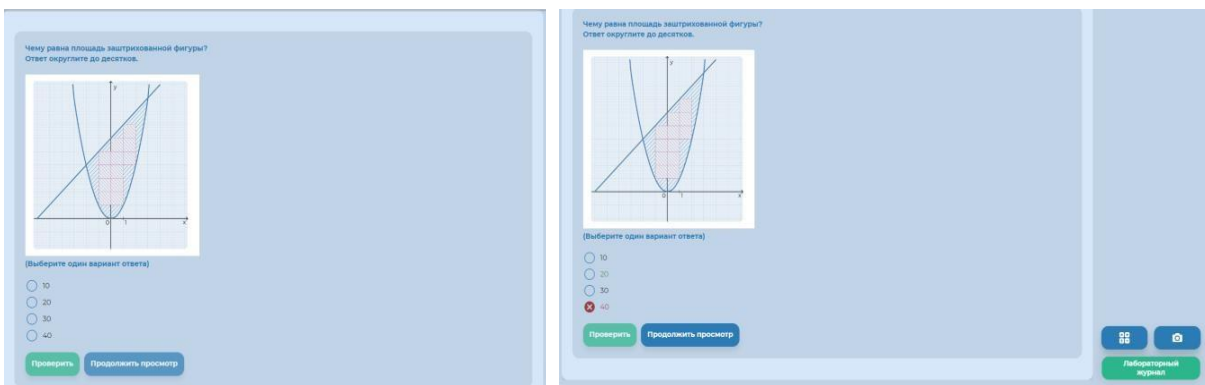 Чему равна площадь заштрихованной фигуры?
Ответ округлите до десятков.
y
0
1
x
(Выберите один вариант ответа)
10
20
30
40
Проверить
Продолжить просмотр
Чему равна площадь заштрихованной фигуры?
Ответ округлите до десятков.
y
0
1
x
(Выберите один вариант ответа)
10
20
30
40
Проверить
Продолжить просмотр
Лабораторный
журнал